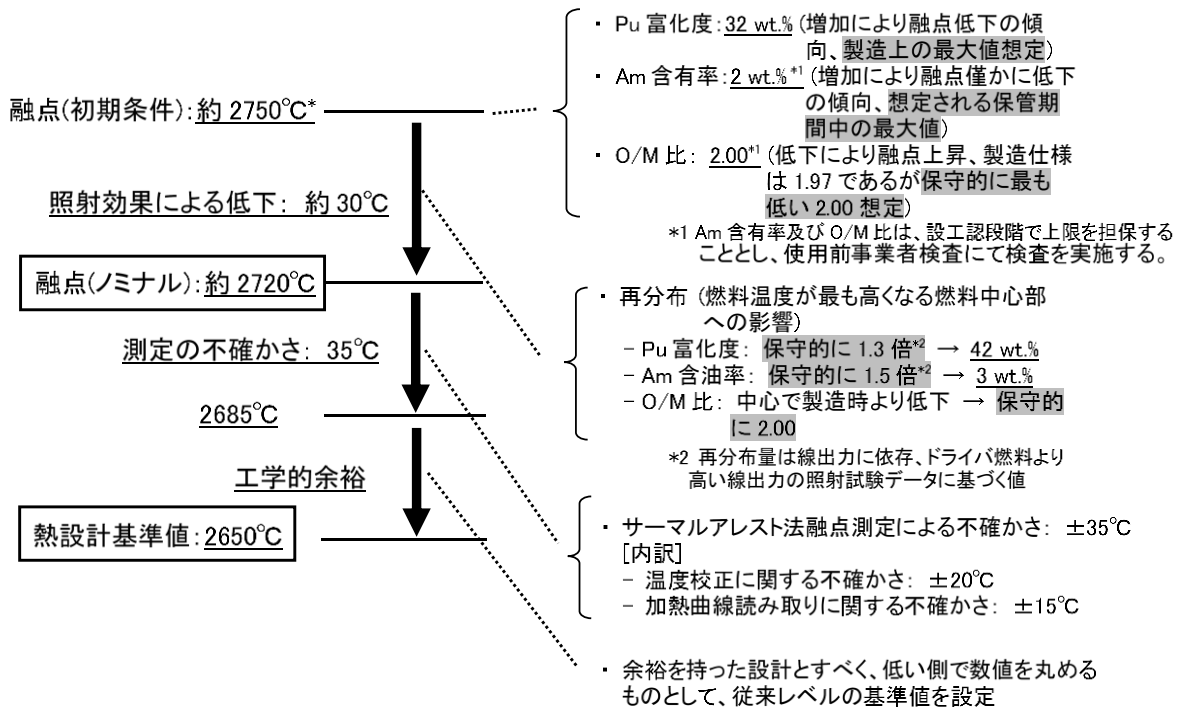 融点(初期条件)：約 2750℃*
照射効果による低下： 約 30℃
融点(ノミナル)：約 2720℃
測定の不確かさ： 35℃
2685℃
工学的余裕
熱設計基準値：2650℃
・ Pu 富化度：32 wt.% (増加により融点低下の傾
向、製造上の最大値想定)
・ Am 含有率：2 wt.%*1 (増加により融点僅かに低下
の傾向、想定される保管期
間中の最大値)
・ O/M 比： 2.00*1 (低下により融点上昇、製造仕様
は 1.97 であるが保守的に最も
低い 2.00 想定)
*1 Am 含有率及び O/M 比は、設工認段階で上限を担保する
こととし、使用前事業者検査にて検査を実施する。
・ 再分布 (燃料温度が最も高くなる燃料中心部
への影響)
− Pu 富化度： 保守的に 1.3 倍*2 → 42 wt.%
− Am 含油率： 保守的に 1.5 倍*2 → 3 wt.%
− O/M 比： 中心で製造時より低下 → 保守的
に 2.00
*2 再分布量は線出力に依存、ドライバ燃料より
高い線出力の照射試験データに基づく値
・ サーマルアレスト法融点測定による不確かさ： ±35℃
[内訳]
− 温度校正に関する不確かさ： ±20℃
− 加熱曲線読み取りに関する不確かさ： ±15℃
・ 余裕を持った設計とすべく、低い側で数値を丸める
ものとして、従来レベルの基準値を設定